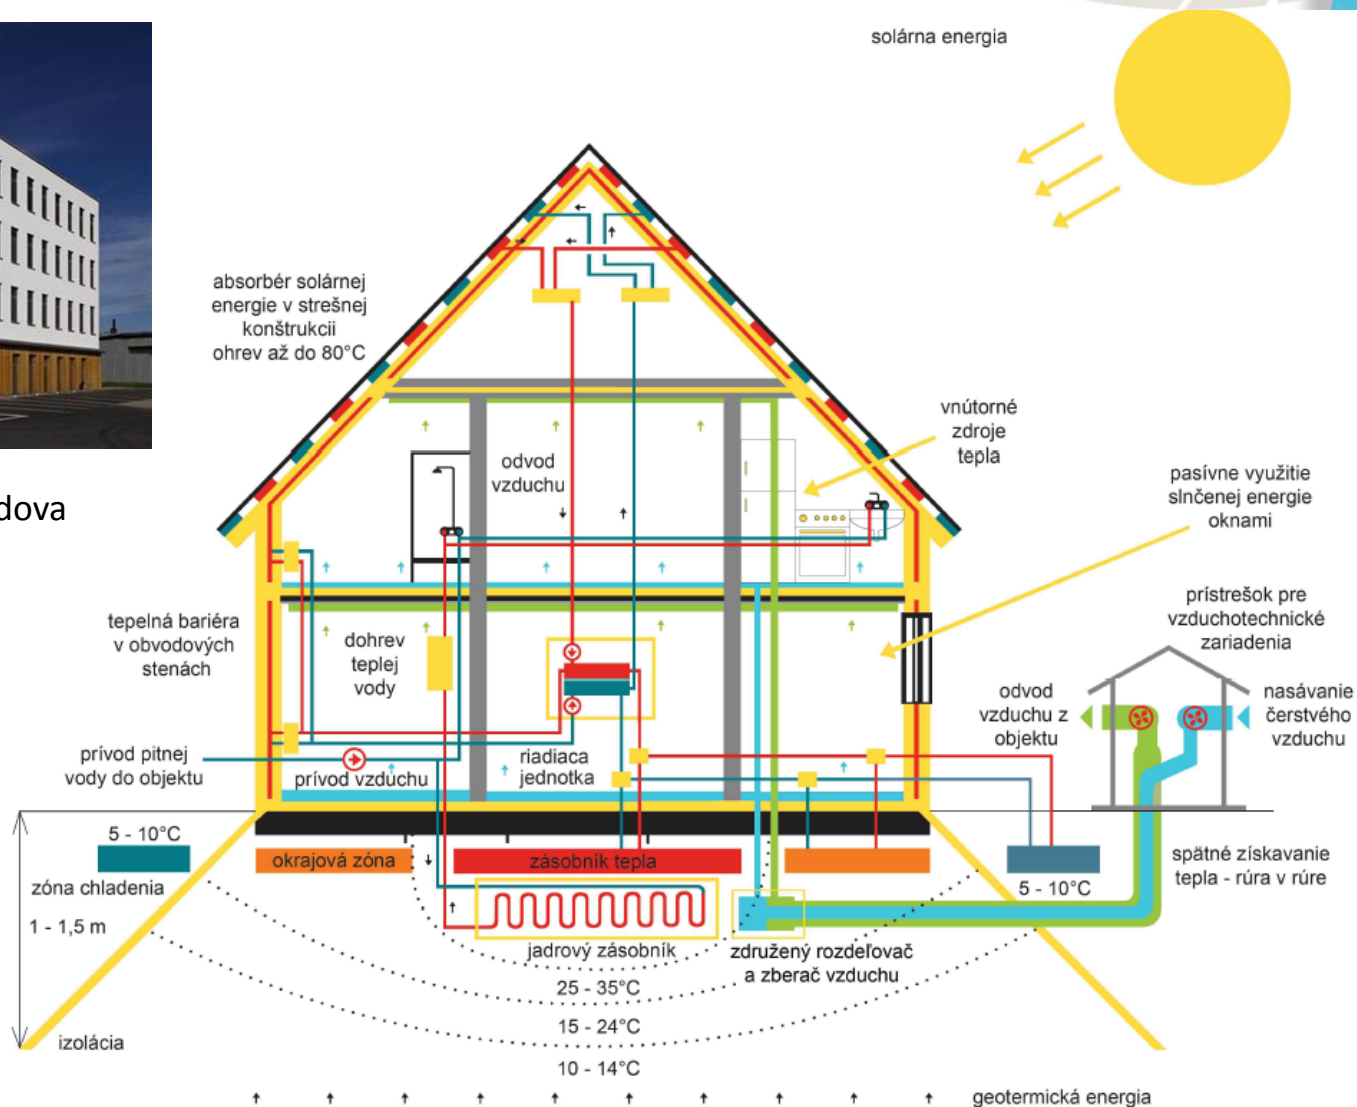 solárna energia
absorbér solárnej
energie v strešnej
konštrukcii
ohrev až do 80°C
vnútorné
zdroje
tepla
odvod
vzduchu
pasívne využitie
slnčenej energie
oknami
dova
tepelná bariéra
v obvodových
stenách
dohrev
teplej
vody
prístrešok pre
vzduchotechnické
zariadenia
odvod
vzduchu z
objektu
nasávanie
čerstvého
vzduchu
prívod pitnej
vody do objektu
prívod vzduchu
riadiaca
jednotka
5 - 10°C
okrajová zóna
zásobník tepla
zóna chladenia
5 - 10°C
spätné získavanie
tepla - rúra v rúre
1 - 1,5 m
jadrový zásobník
združený rozdeľovač
a zberač vzduchu
25 - 35°C
15 - 24°C
10 - 14°C
izolácia
geotermická energia